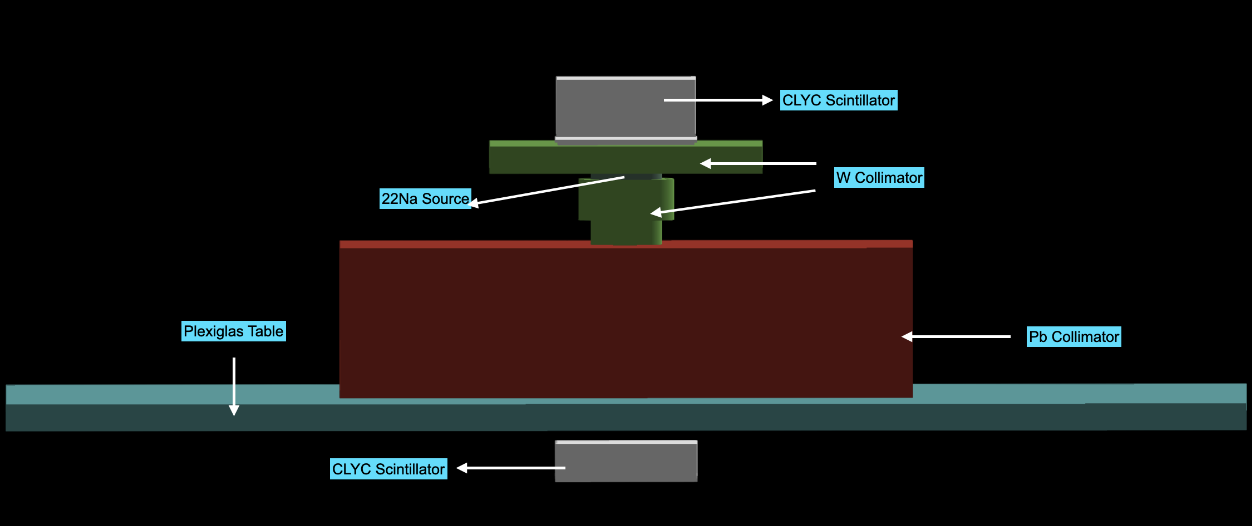 CLYC Scintillator
W Collimator
22Na Source
Plexiglas Table
Pb Collimator
CLYC Scintillator